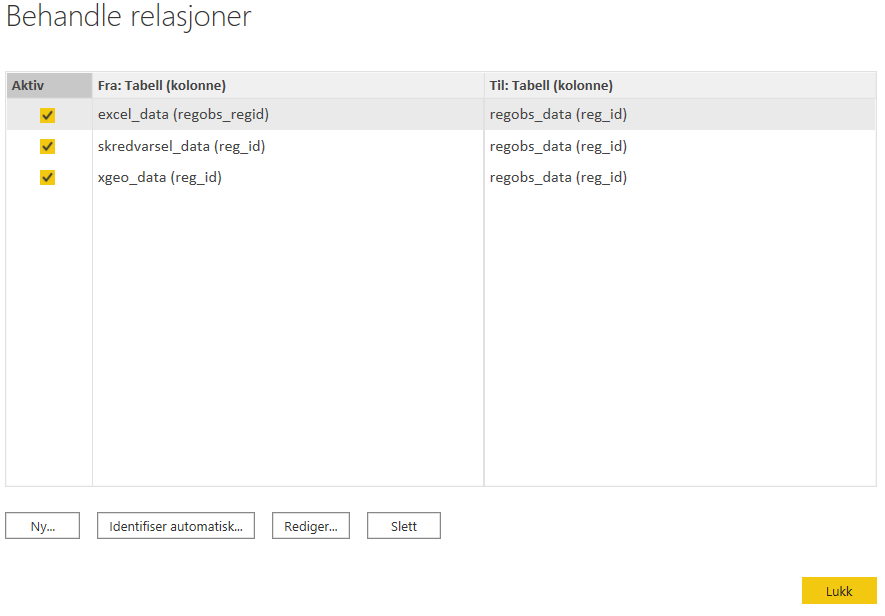 Behandle relasjoner
Aktiv Fra: Tabell (kolonne) Til: Tabell (kolonne)
excel_data (regobs_regid) regobs_data (reg_id)
skredvarsel_data (reg_id) regobs_data (reg_id)
xgeo_data (reg_id) regobs_data (reg_id)
Ny... Identifiser automatisk... Rediger... Slett
Lukk